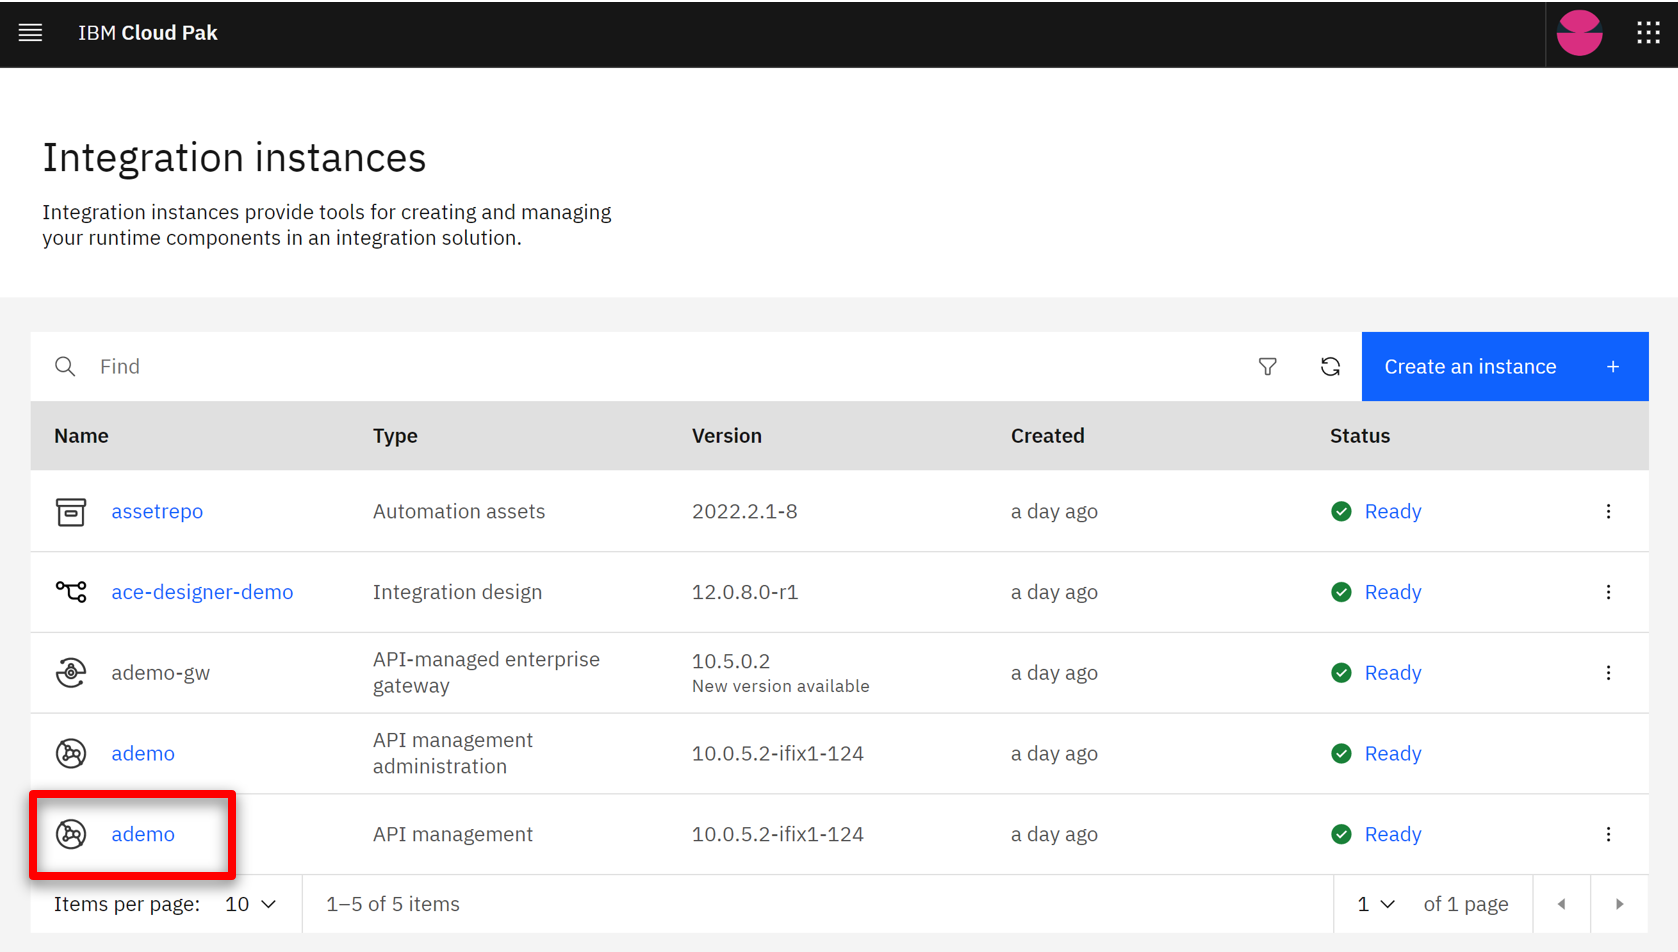 IBM Cloud Pak
Integration instances
Integration instances provide tools for creating and managing
your runtime components in an integration solution.
Find
Create an instance +
Name Type Version Created Status
assetrepo Automation assets 2022.2.1-8 a day ago Ready
ace-designer-demo Integration design 12.0.8.0-r1 a day ago Ready
ademo-gw API-managed enterprise gateway 10.5.0.2 New version available a day ago Ready
ademo API management administration 10.0.5.2-ifix1-124 a day ago Ready
ademo API management 10.0.5.2-ifix1-124 a day ago Ready
Items per page: 10 1–5 of 5 items 1 of 1 page